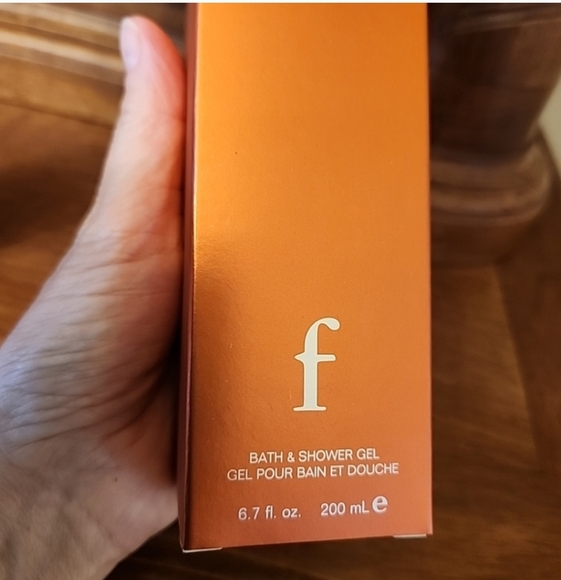 f
BATH & SHOWER GEL
GEL POUR BAIN ET DOUCHE
6.7 fl. oz. 200 mL e